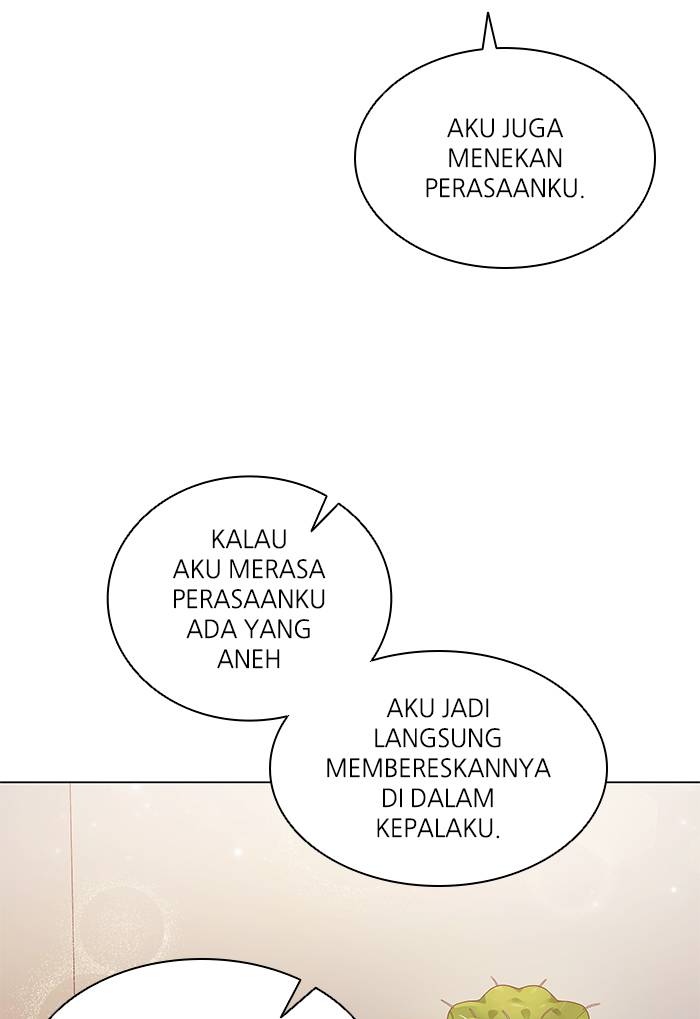 AKU JUGA
MENEKAN
PERASAANKU.
KALAU
AKU MERASA
PERASAANKU
ADA YANG
ANEH
AKU JADI
LANGSUNG
MEMBERESKANNYA
DI DALAM
KEPALAKU.